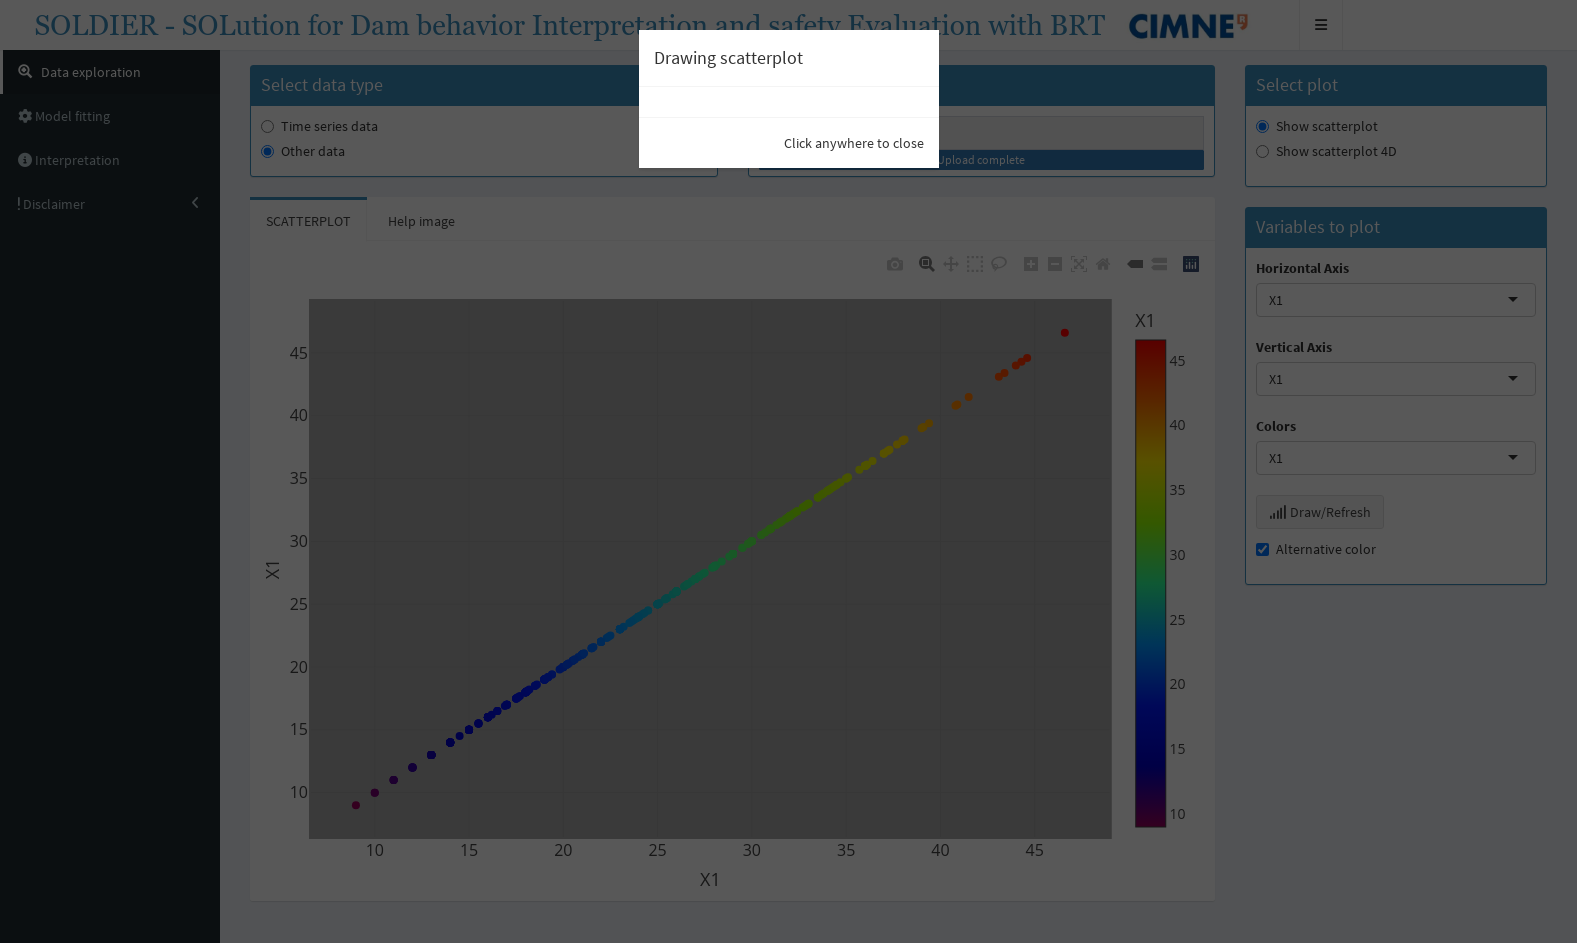 SOLDIER - SOLution for Dam behavior Interpretation and safety Evaluation with BRT
CIMNE
Drawing scatterplot
Click anywhere to close
Data exploration
Model fitting
Interpretation
Disclaimer
Select data type
Time series data
Other data
Upload complete
Select plot
Show scatterplot
Show scatterplot 4D
SCATTERPLOT
Help image
Variables to plot
Horizontal Axis
X1
Vertical Axis
X1
Colors
X1
Draw/Refresh
Alternative color
45
40
35
30
25
20
15
10
X1
10 15 20 25 30 35 40 45
X1
X1
45
40
35
30
25
20
15
10